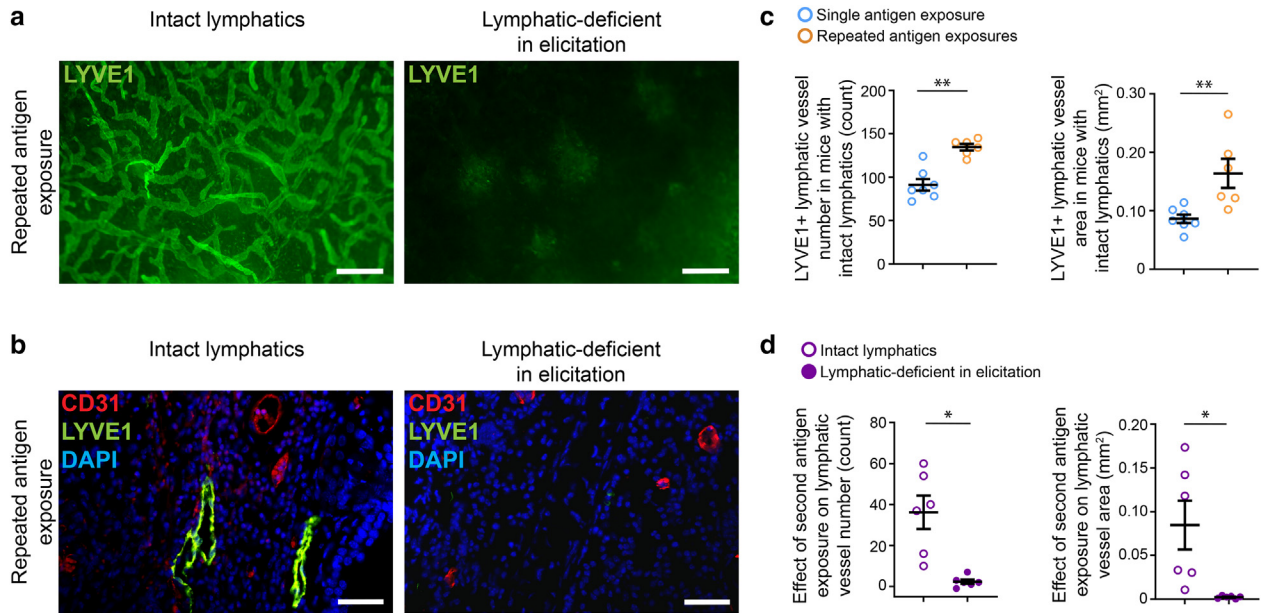 a
Intact lymphatics
Lymphatic-deficient
in elicitation
Repeated antigen
exposure
LYVE1
LYVE1
b
Intact lymphatics
Lymphatic-deficient
in elicitation
Repeated antigen
exposure
CD31
LYVE1
DAPI
CD31
LYVE1
DAPI
c
Single antigen exposure
Repeated antigen exposures
LYVE1+ lymphatic vessel
number in mice with
intact lymphatics (count)
200
150
100
50
0
**
LYVE1+ lymphatic vessel
area in mice with
intact lymphatics (mm²)
0.30
0.20
0.10
0
**
d
Intact lymphatics
Lymphatic-deficient in elicitation
Effect of second antigen
exposure on lymphatic
vessel number (count)
80
60
40
20
0
*
Effect of second antigen
exposure on lymphatic
vessel area (mm²)
0.20
0.15
0.10
0.05
0
*